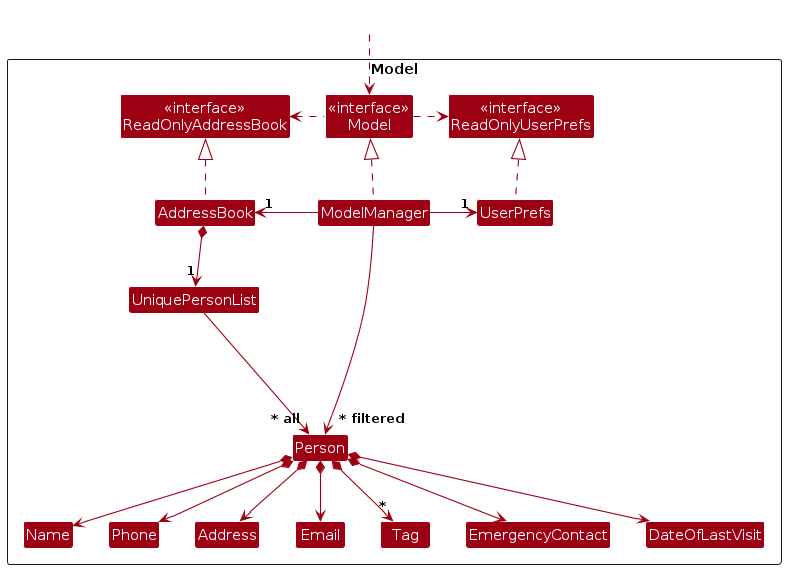 Model
«interface»
ReadOnlyAddressBook
«interface»
Model
«interface»
ReadOnlyUserPrefs
AddressBook
1
ModelManager
1
UserPrefs
1
UniquePersonList
* all
* filtered
Person
*
Name
Phone
Address
Email
Tag
EmergencyContact
DateOfLastVisit